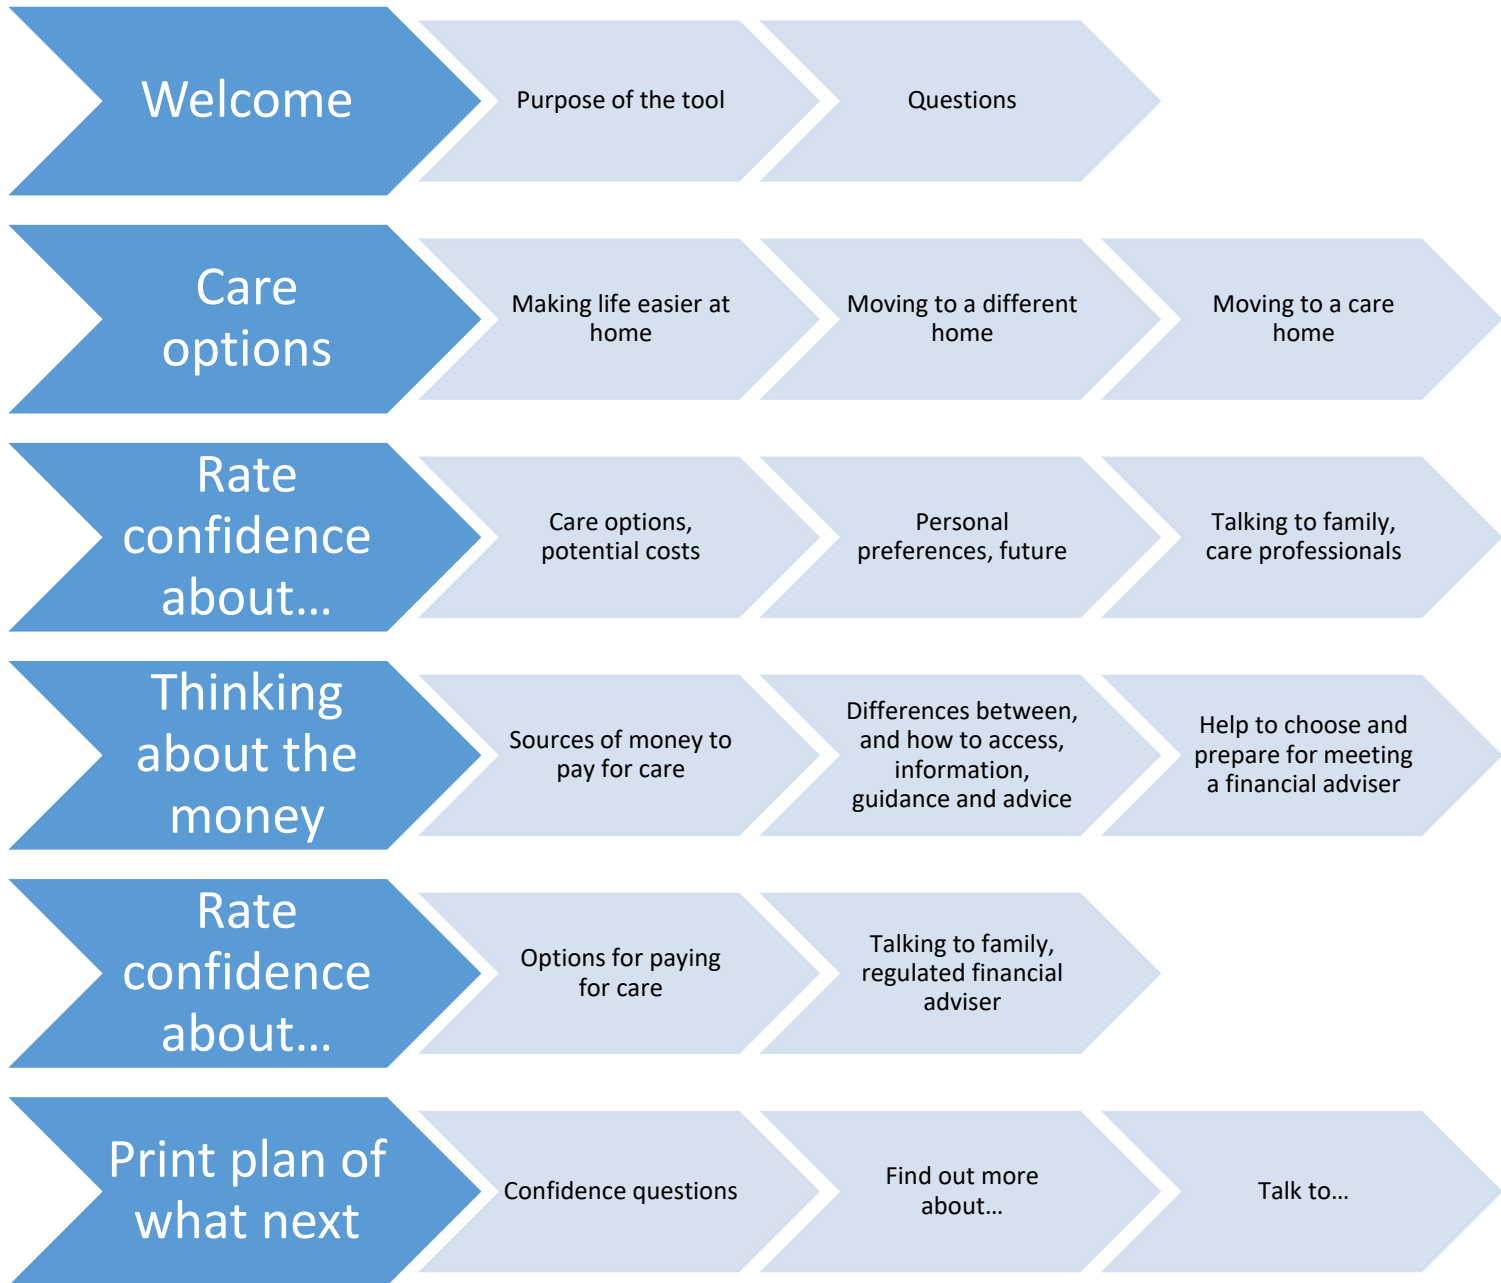 Welcome
Purpose of the tool
Questions
Care
options
Making life easier at
home
Moving to a different
home
Moving to a care
home
Rate
confidence
about...
Care options,
potential costs
Personal
preferences, future
Talking to family,
care professionals
Thinking
about the
money
Sources of money to
pay for care
Differences between,
and how to access,
information,
guidance and advice
Help to choose and
prepare for meeting
a financial adviser
Rate
confidence
about...
Options for paying
for care
Talking to family,
regulated financial
adviser
Print plan of
what next
Confidence questions
Find out more
about...
Talk to...